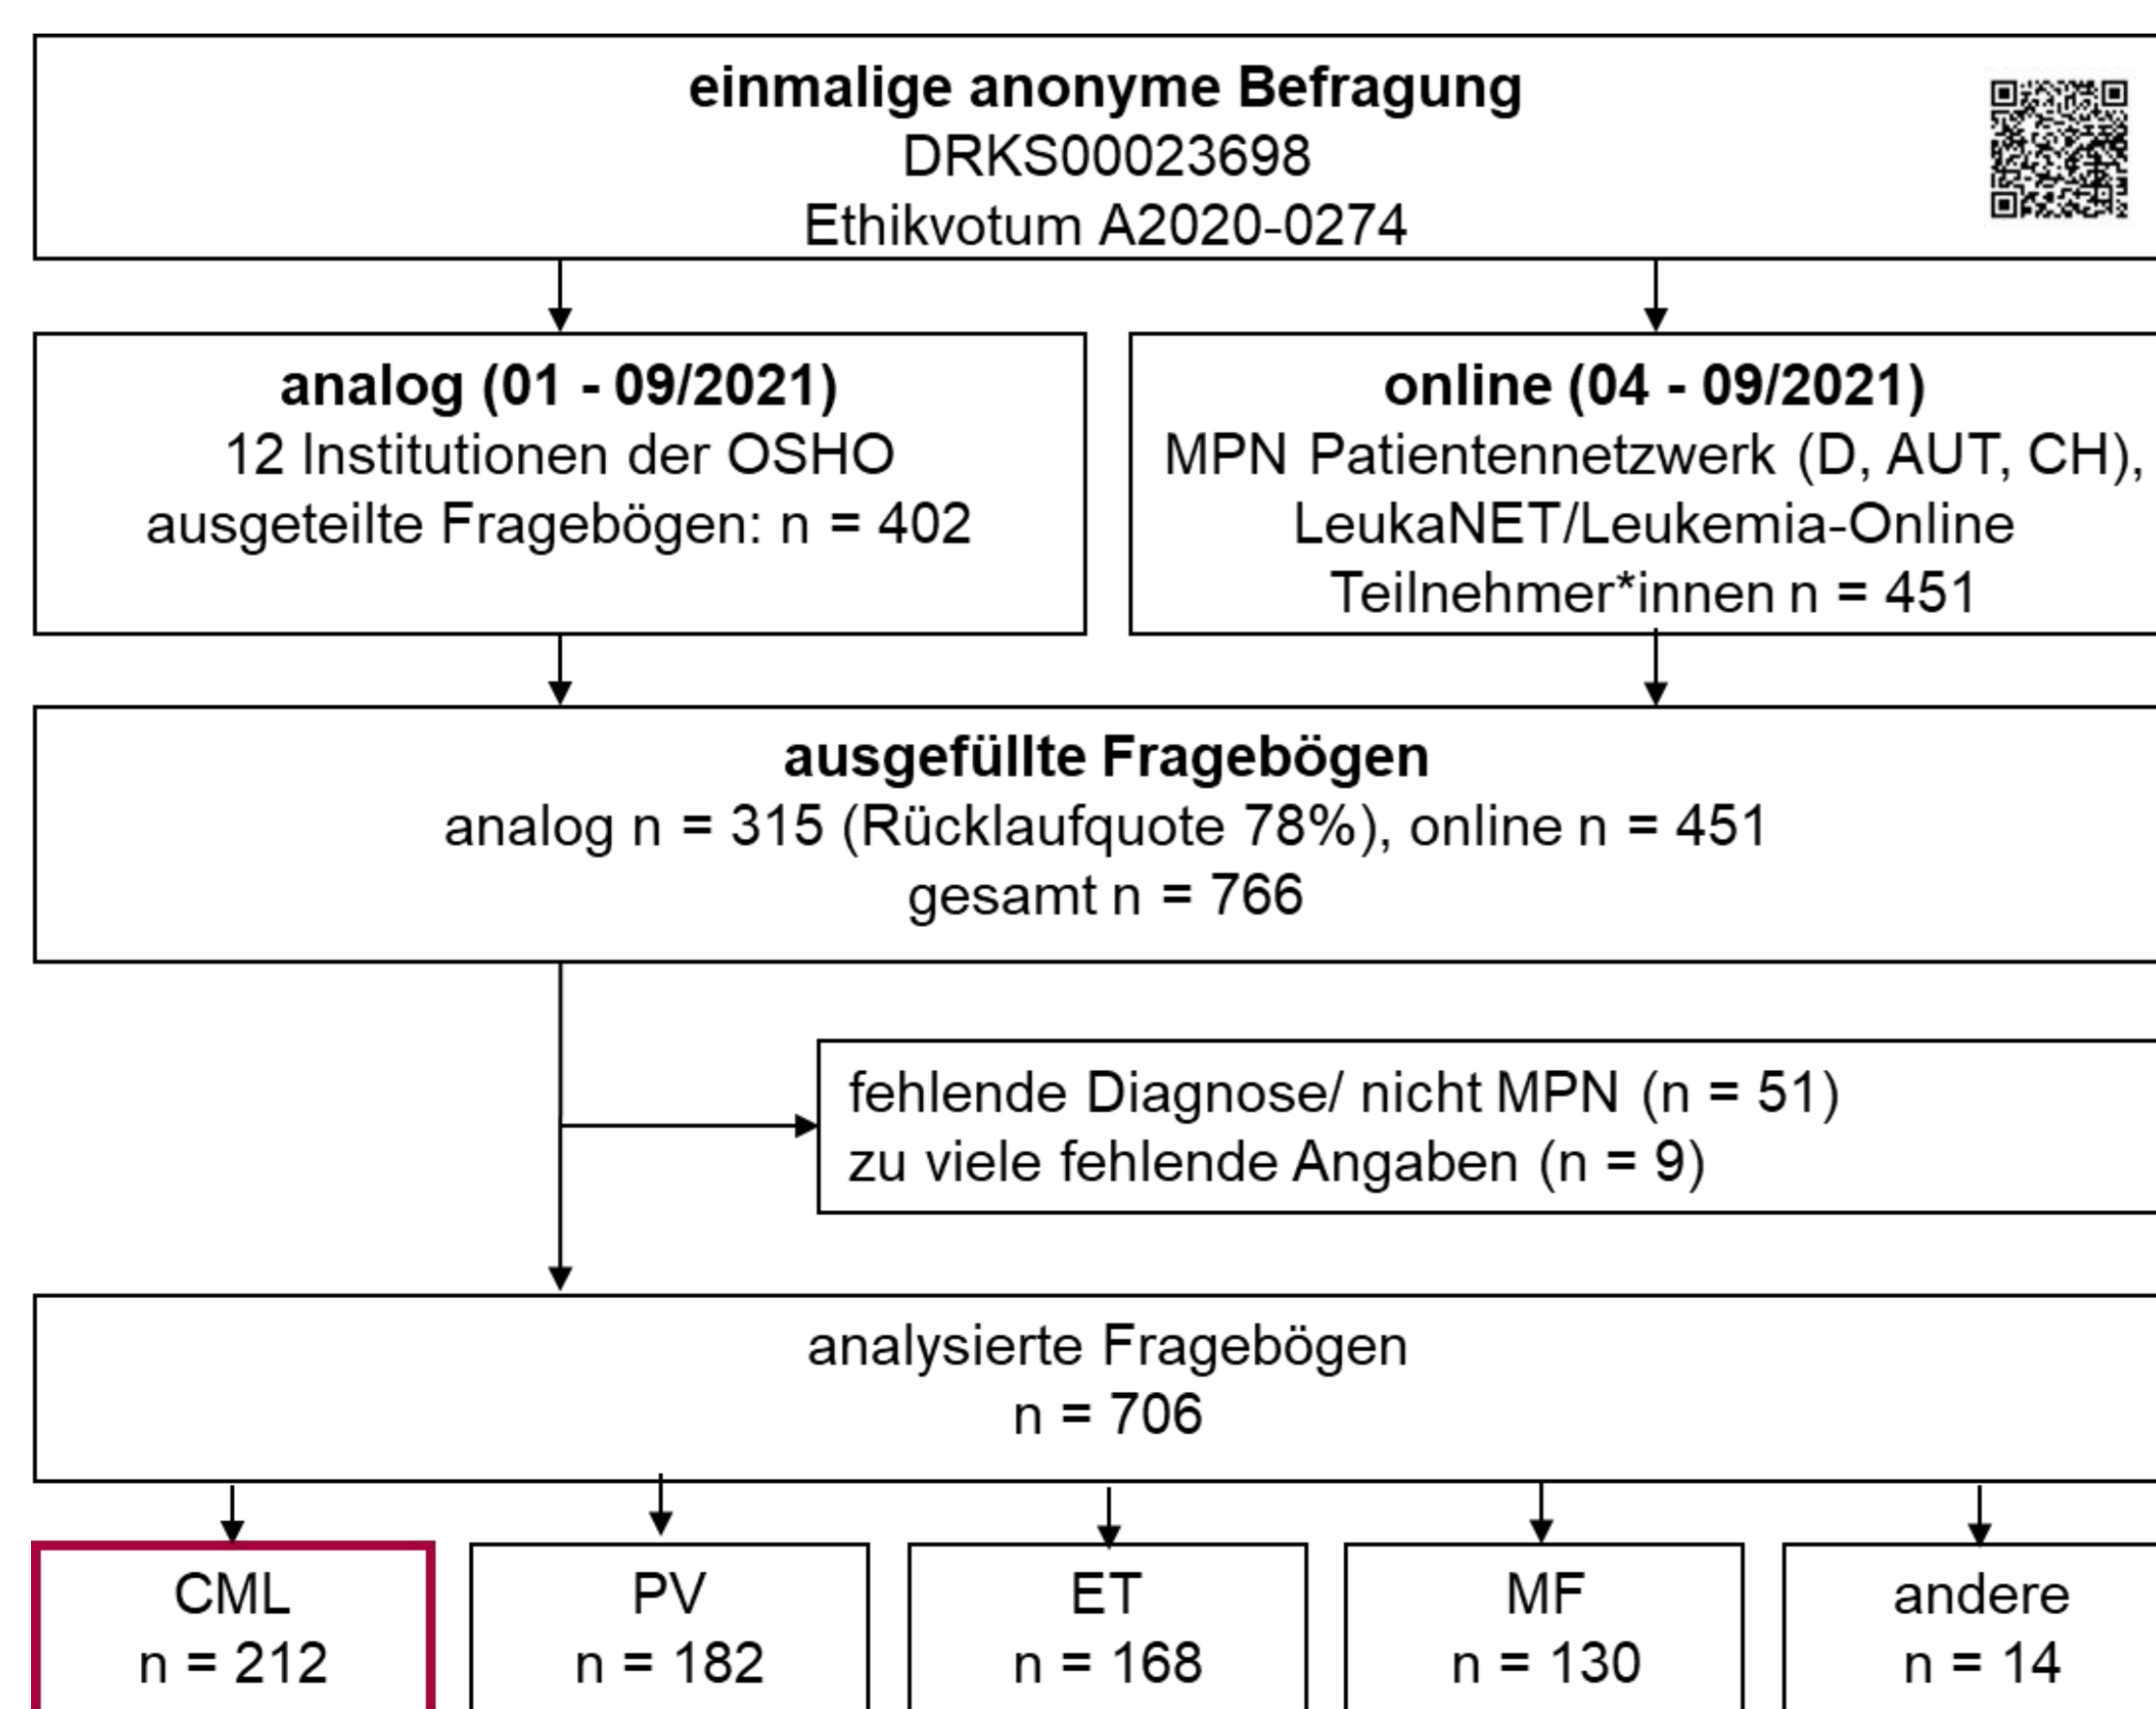 einmalige anonyme Befragung
DRKS00023698
Ethikvotum A2020-0274
analog (01 - 09/2021)
12 Institutionen der OSHO
ausgeteilte Fragebögen: n = 402
online (04 - 09/2021)
MPN Patientennetzwerk (D, AUT, CH),
LeukaNET/Leukemia-Online
Teilnehmer*innen n = 451
ausgefüllte Fragebögen
analog n = 315 (Rücklaufquote 78%), online n = 451
gesamt n = 766
fehlende Diagnose/ nicht MPN (n = 51)
zu viele fehlende Angaben (n = 9)
analysierte Fragebögen
n = 706
CML
n = 212
PV
n = 182
ET
n = 168
MF
n = 130
andere
n = 14